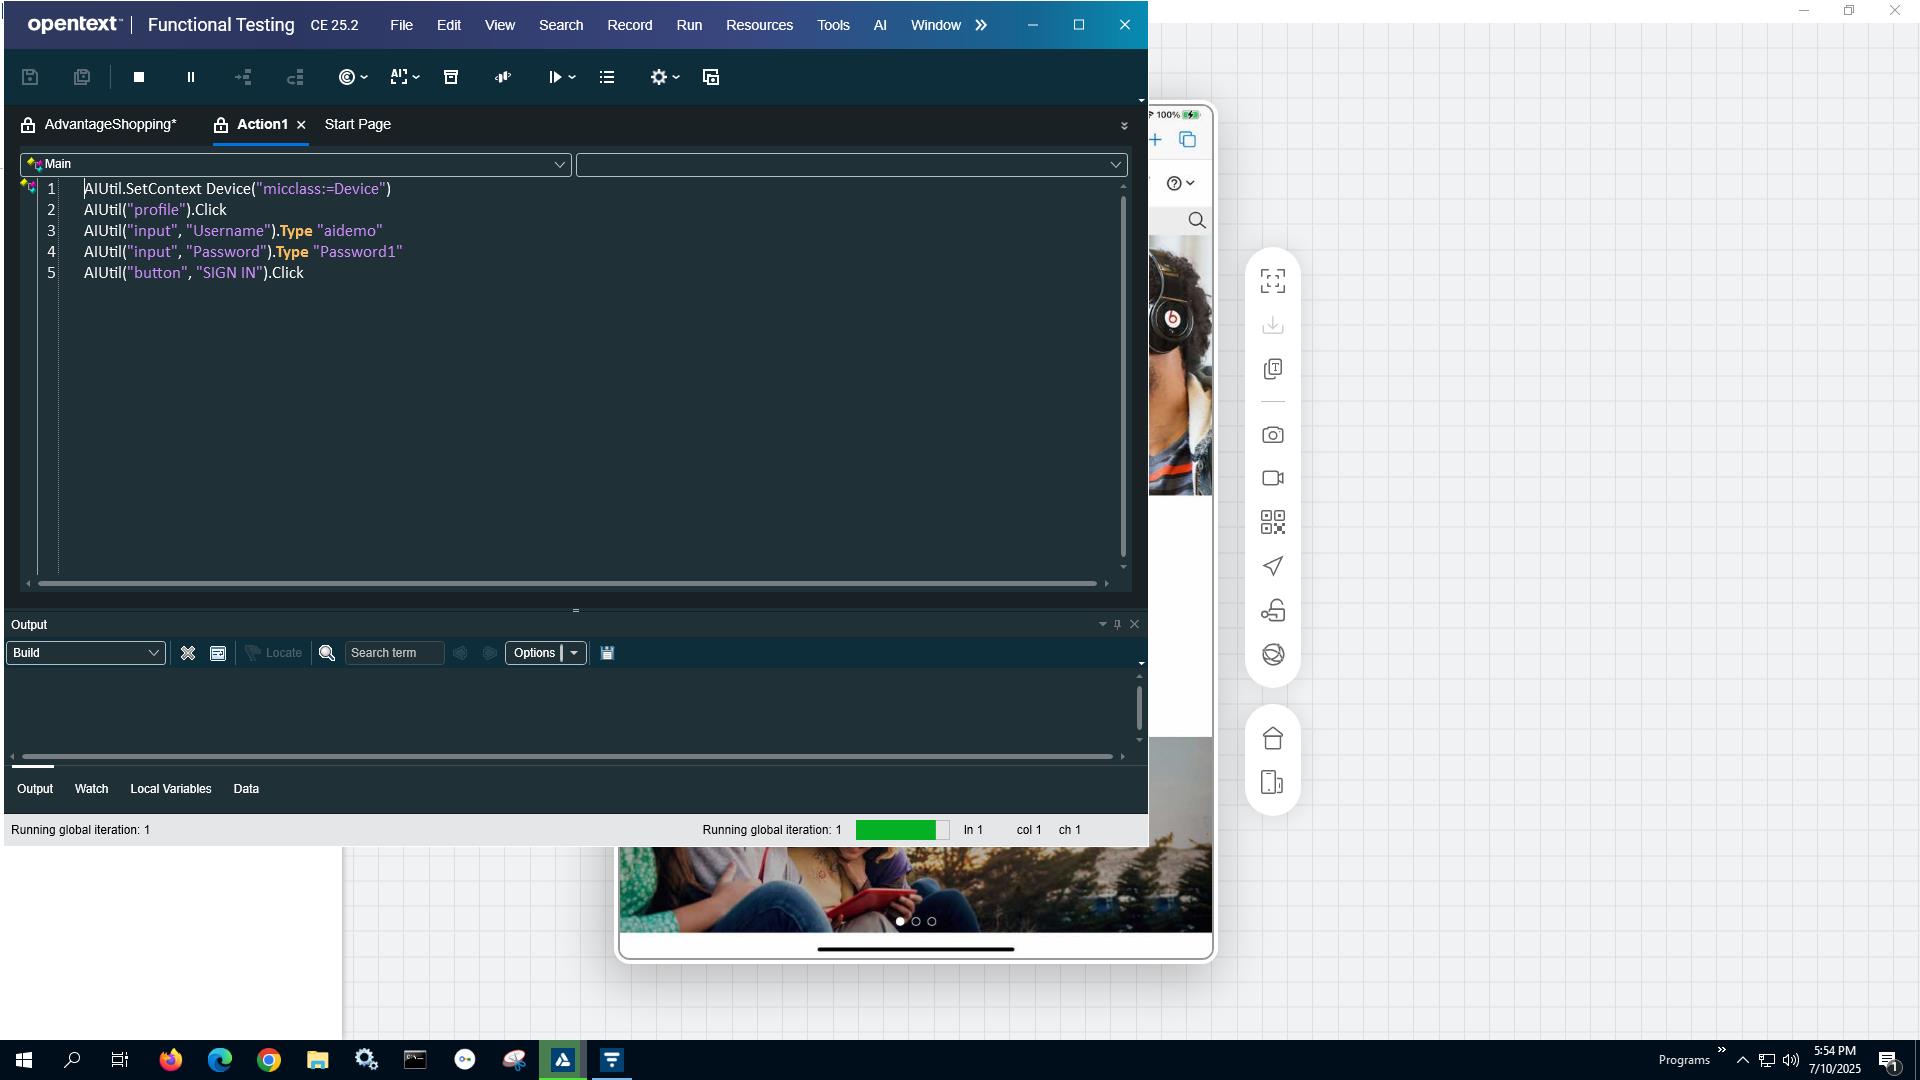 opentext™ | Functional Testing CE 25.2 File Edit View Search Record Run Resources Tools AI Window
AI
100%
AdvantageShopping* Action1 Start Page
Main
1 AIUtil.SetContext Device("micclass:=Device")
2 AIUtil("profile").Click
3 AIUtil("input", "Username").Type "aidemo"
4 AIUtil("input", "Password").Type "Password1"
5 AIUtil("button", "SIGN IN").Click
Output
Build Locate Search term Options
Output Watch Local Variables Data
Running global iteration: 1 Running global iteration: 1 ln 1 col 1 ch 1
Programs
5:54 PM
7/10/2025
1